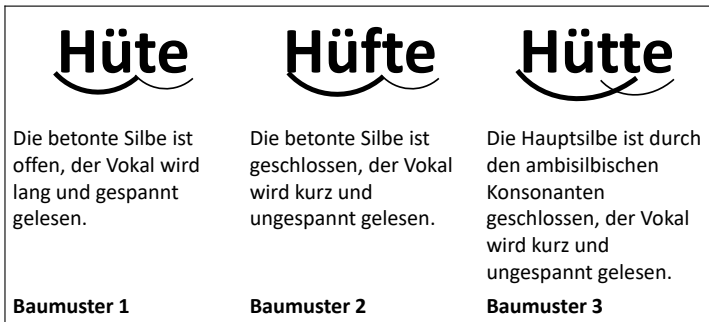 Hüte
Die betonte Silbe ist
offen, der Vokal wird
lang und gespannt
gelesen.
Baumuster 1
Hüfte
Die betonte Silbe ist
geschlossen, der Vokal
wird kurz und
ungespannt gelesen.
Baumuster 2
Hütte
Die Hauptsilbe ist durch
den ambisilbischen
Konsonanten
geschlossen, der Vokal
wird kurz und
ungespannt gelesen.
Baumuster 3